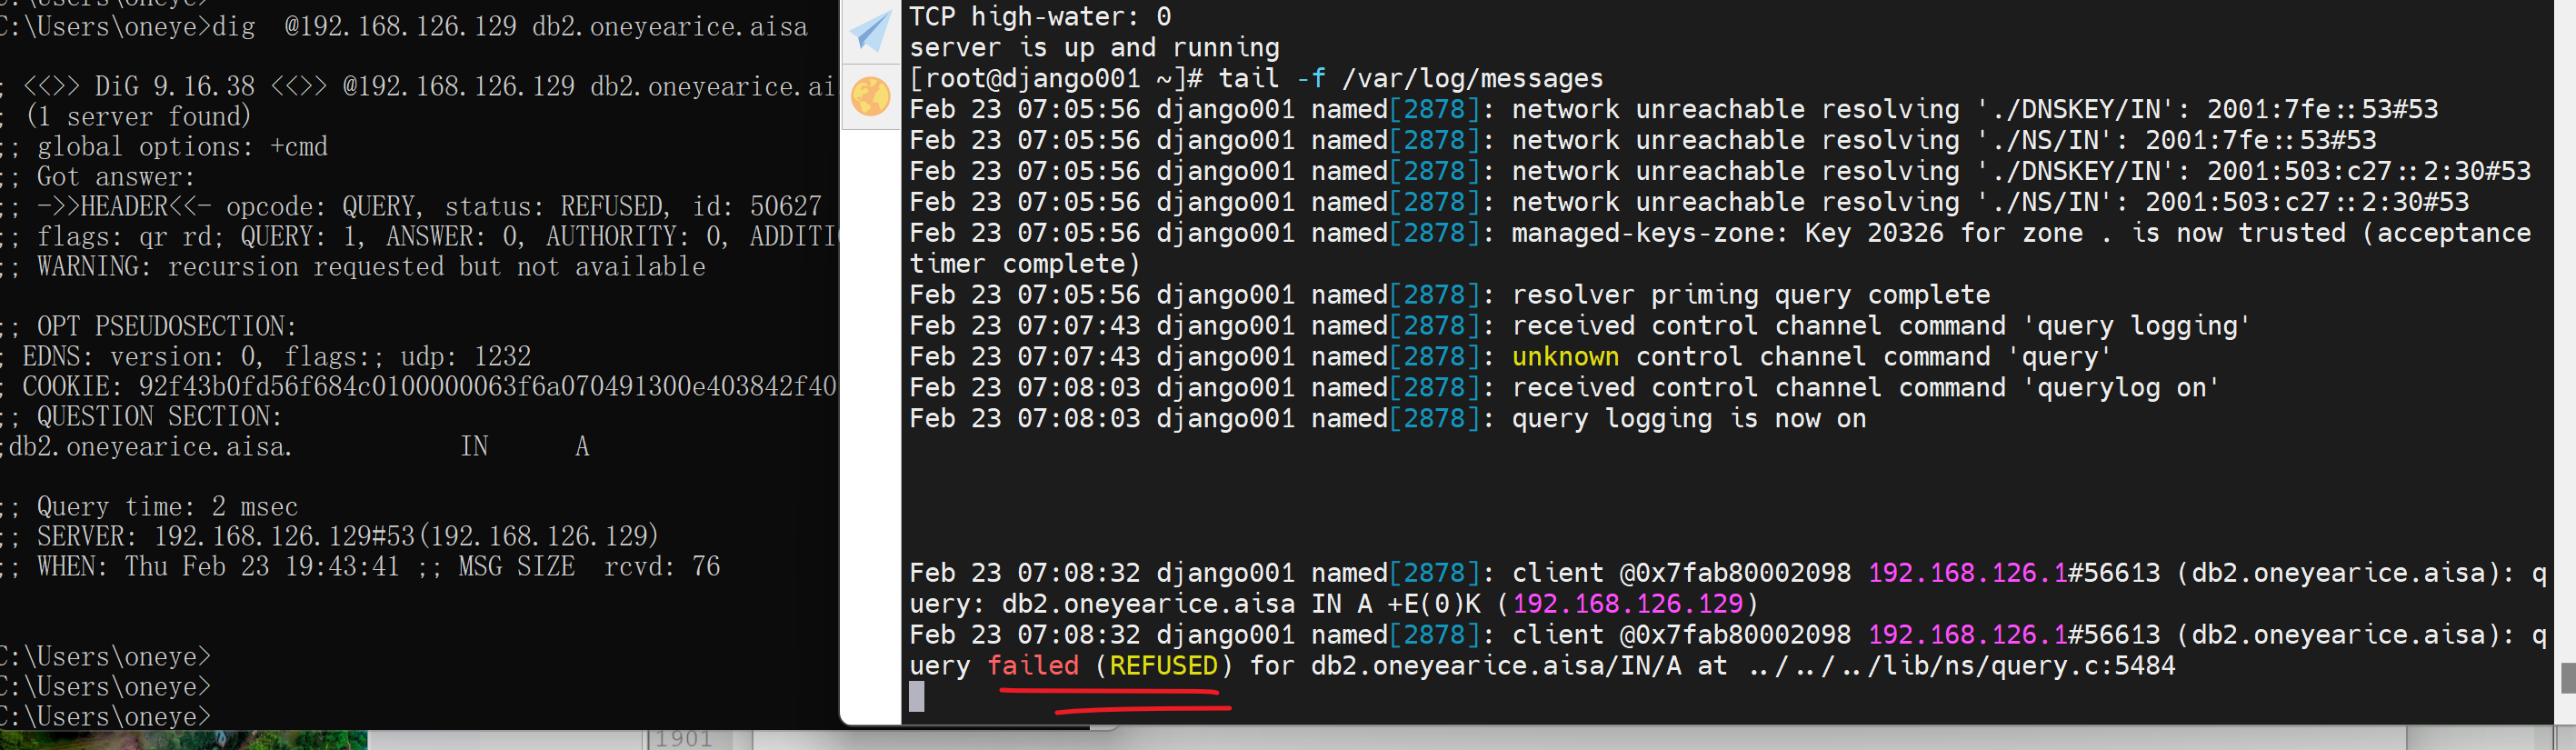 C:\Users\oneye>
C:\Users\oneye>dig  @192.168.126.129 db2.oneyearice.aisa

; <<>> DiG 9.16.38 <<>> @192.168.126.129 db2.oneyearice.ai
; (1 server found)
;; global options: +cmd
;; Got answer:
;; ->>HEADER<<- opcode: QUERY, status: REFUSED, id: 50627
;; flags: qr rd; QUERY: 1, ANSWER: 0, AUTHORITY: 0, ADDITI
;; WARNING: recursion requested but not available

;; OPT PSEUDOSECTION:
; EDNS: version: 0, flags:; udp: 1232
; COOKIE: 92f43b0fd56f684c0100000063f6a070491300e403842f40
;; QUESTION SECTION:
;db2.oneyearice.aisa.            IN      A

;; Query time: 2 msec
;; SERVER: 192.168.126.129#53(192.168.126.129)
;; WHEN: Thu Feb 23 19:43:41 ;; MSG SIZE  rcvd: 76

C:\Users\oneye>
C:\Users\oneye>
C:\Users\oneye>
TCP high-water: 0
server is up and running
[root@django001 ~]# tail -f /var/log/messages
Feb 23 07:05:56 django001 named[2878]: network unreachable resolving './DNSKEY/IN': 2001:7fe::53#53
Feb 23 07:05:56 django001 named[2878]: network unreachable resolving './NS/IN': 2001:7fe::53#53
Feb 23 07:05:56 django001 named[2878]: network unreachable resolving './DNSKEY/IN': 2001:503:c27::2:30#53
Feb 23 07:05:56 django001 named[2878]: network unreachable resolving './NS/IN': 2001:503:c27::2:30#53
Feb 23 07:05:56 django001 named[2878]: managed-keys-zone: Key 20326 for zone . is now trusted (acceptance
timer complete)
Feb 23 07:05:56 django001 named[2878]: resolver priming query complete
Feb 23 07:07:43 django001 named[2878]: received control channel command 'query logging'
Feb 23 07:07:43 django001 named[2878]: unknown control channel command 'query'
Feb 23 07:08:03 django001 named[2878]: received control channel command 'querylog on'
Feb 23 07:08:03 django001 named[2878]: query logging is now on

Feb 23 07:08:32 django001 named[2878]: client @0x7fab80002098 192.168.126.1#56613 (db2.oneyearice.aisa): q
uery: db2.oneyearice.aisa IN A +E(0)K (192.168.126.129)
Feb 23 07:08:32 django001 named[2878]: client @0x7fab80002098 192.168.126.1#56613 (db2.oneyearice.aisa): q
uery failed (REFUSED) for db2.oneyearice.aisa/IN/A at ../../../lib/ns/query.c:5484
1901